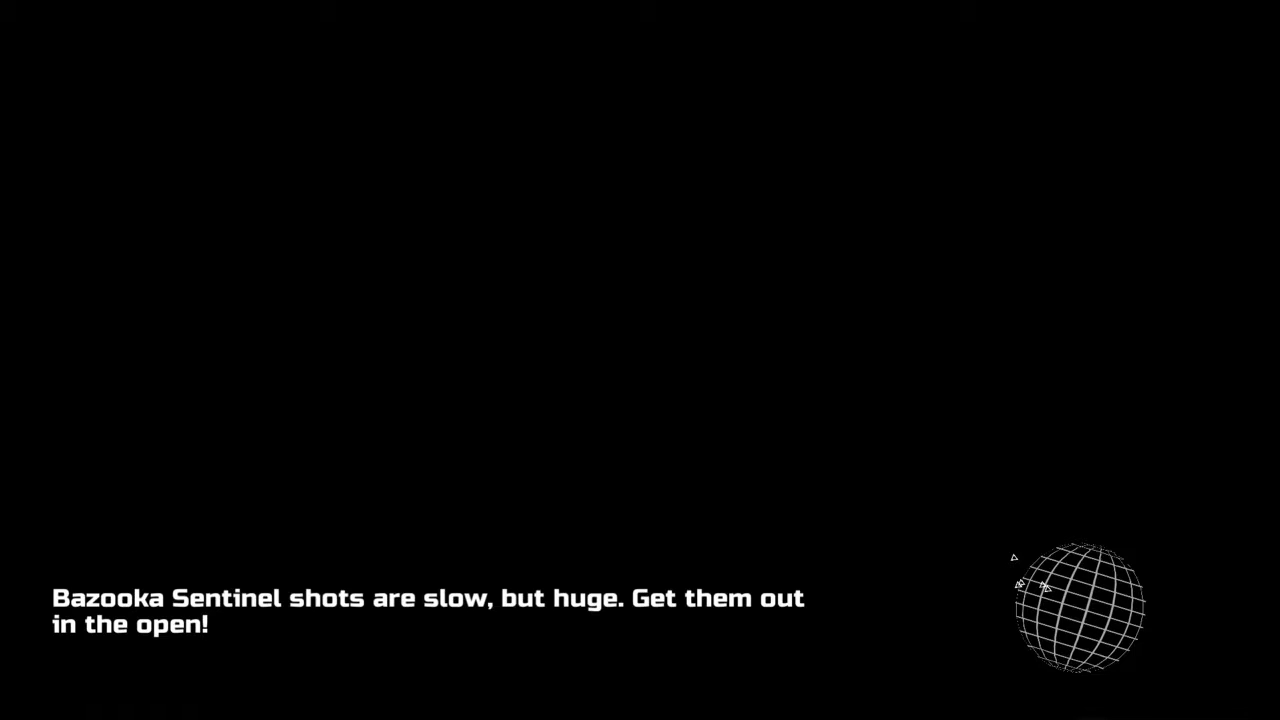 Bazooka Sentinel shots are slow, but huge. Get them out
in the open!